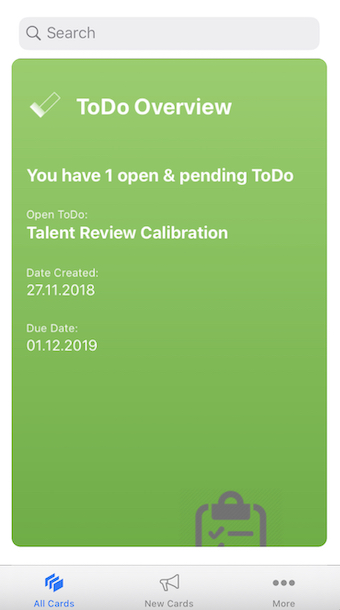 Search
ToDo Overview
You have 1 open & pending ToDo
Open ToDo:
Talent Review Calibration
Date Created:
27.11.2018
Due Date:
01.12.2019
All Cards
New Cards
More